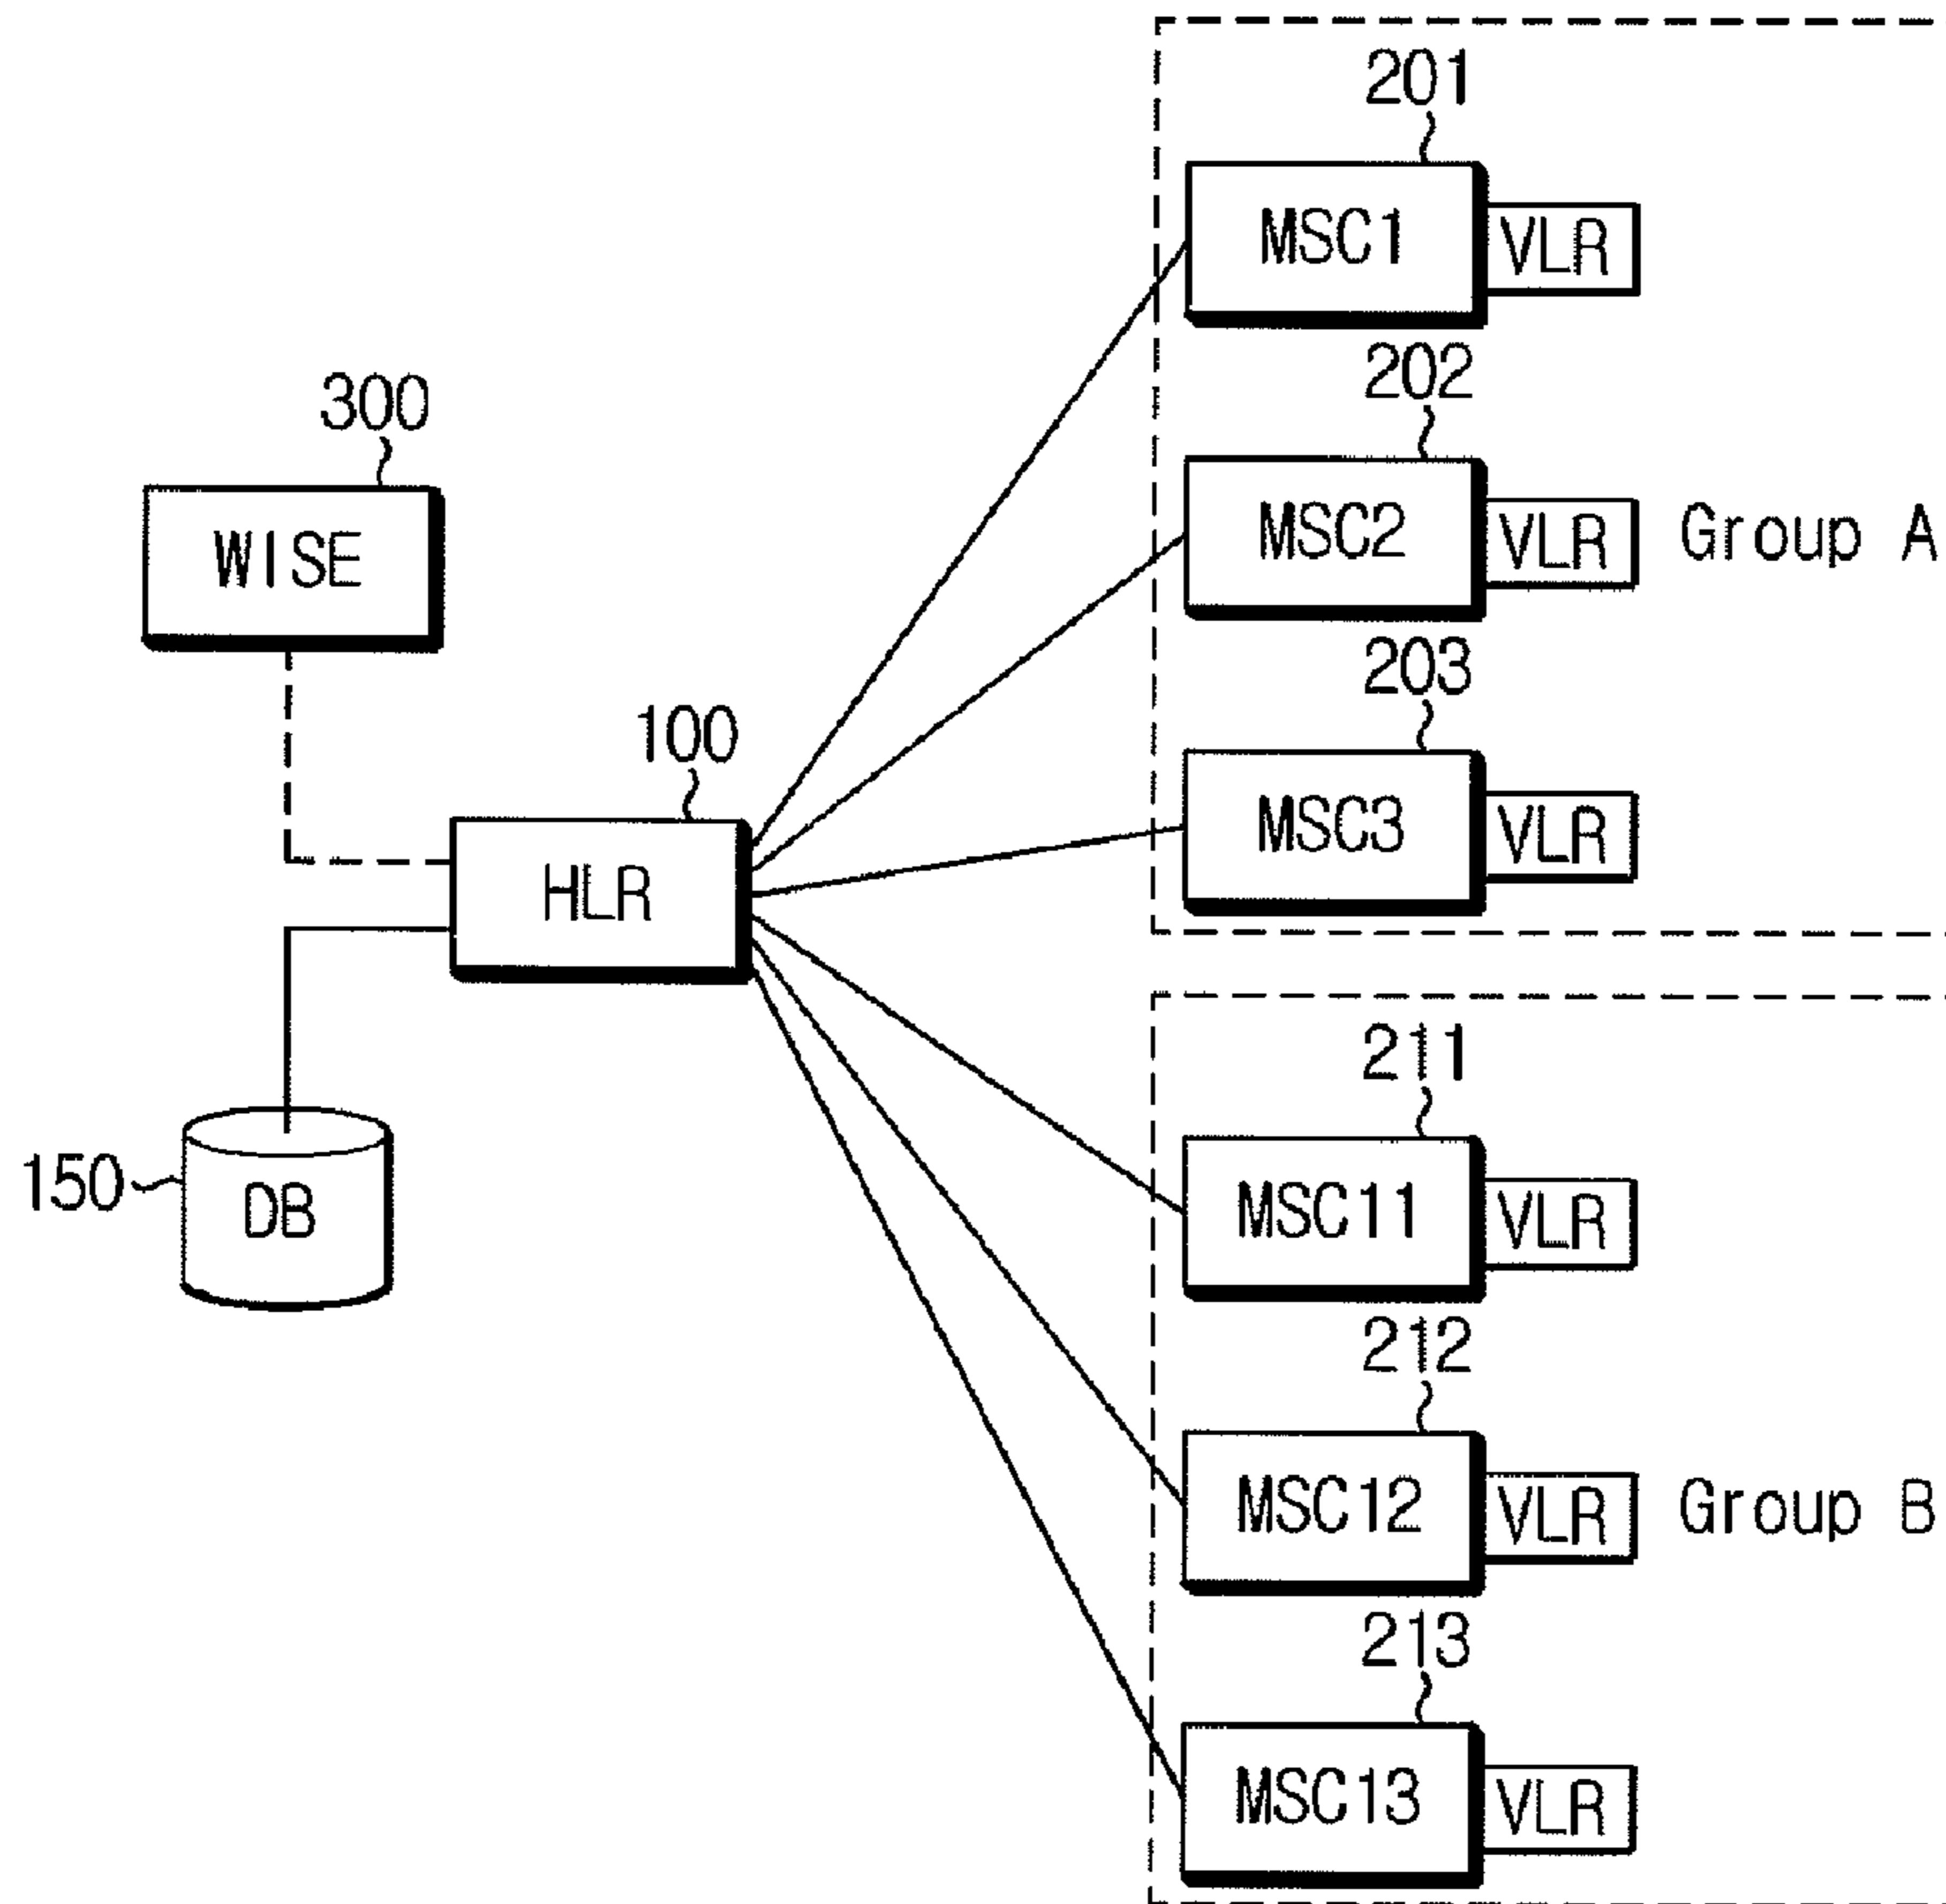 201
MSC1 VLR
202
300
MSC2 VLR Group A
WISE
203
100
MSC3 VLR
HLR
211
150
DB
MSC11 VLR
212
MSC12 VLR Group B
213
MSC13 VLR